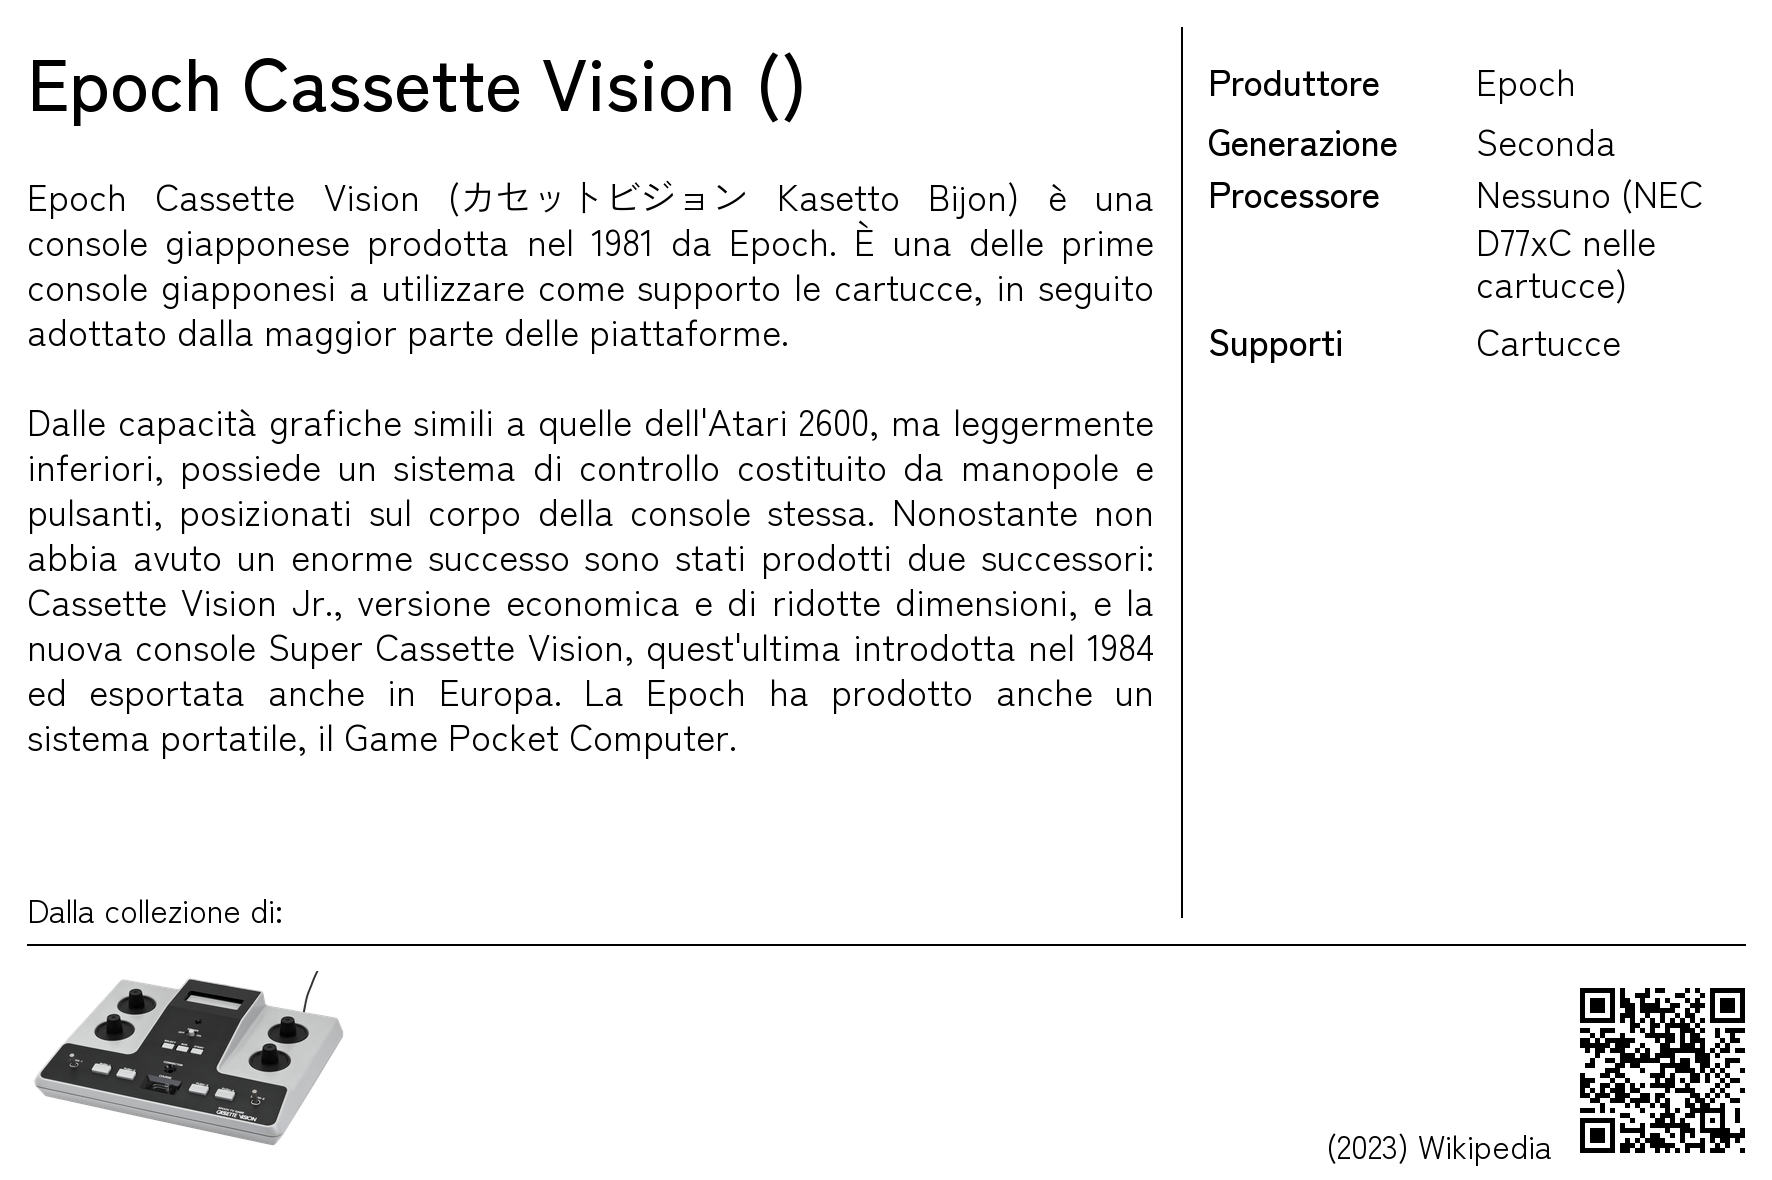 Epoch Cassette Vision ()
Epoch Cassette Vision (カセットビジョン Kasetto Bijon) è una
console giapponese prodotta nel 1981 da Epoch. È una delle prime
console giapponesi a utilizzare come supporto le cartucce, in seguito
adottato dalla maggior parte delle piattaforme.
Dalle capacità grafiche simili a quelle dell'Atari 2600, ma leggermente
inferiori, possiede un sistema di controllo costituito da manopole e
pulsanti, posizionati sul corpo della console stessa. Nonostante non
abbia avuto un enorme successo sono stati prodotti due successori:
Cassette Vision Jr., versione economica e di ridotte dimensioni, e la
nuova console Super Cassette Vision, quest'ultima introdotta nel 1984
ed esportata anche in Europa. La Epoch ha prodotto anche un
sistema portatile, il Game Pocket Computer.
Dalla collezione di:
Produttore Epoch
Generazione Seconda
Processore Nessuno (NEC
D77xC nelle
cartucce)
Supporti Cartucce
CASSETTE VISION
(2023) Wikipedia